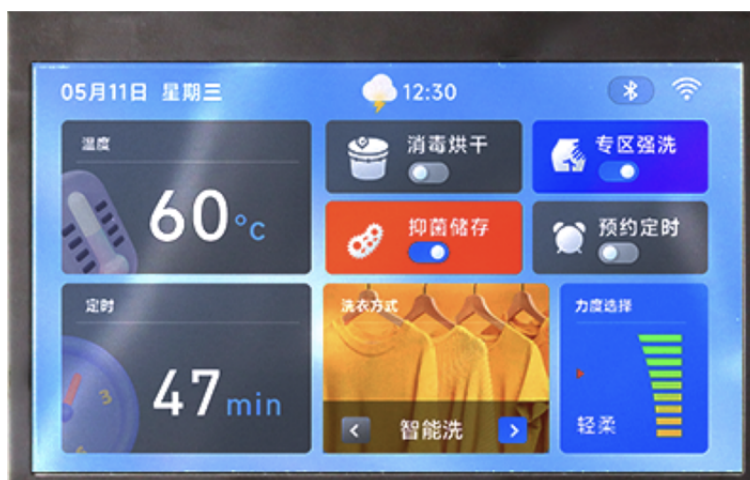 05月11日 星期三
12:30
温度
60°c
消毒烘干
专区强洗
抑菌储存
预约定时
定时
3
6
47min
洗衣方式
智能洗
力度选择
轻柔